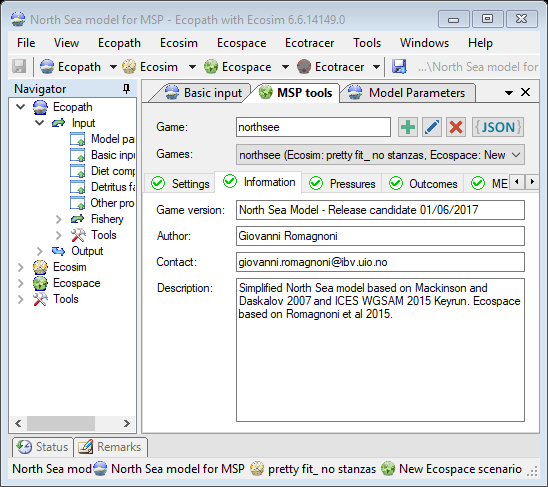 North Sea model for MSP - Ecopath with Ecosim 6.6.14149.0
File View Ecopath Ecosim Ecospace Ecotracer Tools Windows Help
Ecopath Ecosim Ecospace Ecotracer ...\North Sea model for
Navigator
Ecopath
Input
Model pa
Basic inpu
Diet comp
Detritus fa
Other pro
Fishery
Tools
Output
Ecosim
Ecospace
Tools
Basic input MSP tools Model Parameters
Game: northsee {JSON}
Games: northsee (Ecosim: pretty fit_ no stanzas, Ecospace: New
Settings Information Pressures Outcomes ME
Game version: North Sea Model - Release candidate 01/06/2017
Author: Giovanni Romagnoni
Contact: giovanni.romagnoni@ibv.uio.no
Description: Simplified North Sea model based on Mackinson and
Daskalov 2007 and ICES WGSAM 2015 Keyrun. Ecospace
based on Romagnoni et al 2015.
Status Remarks
North Sea mod North Sea model for MSP pretty fit_ no stanzas New Ecospace scenario